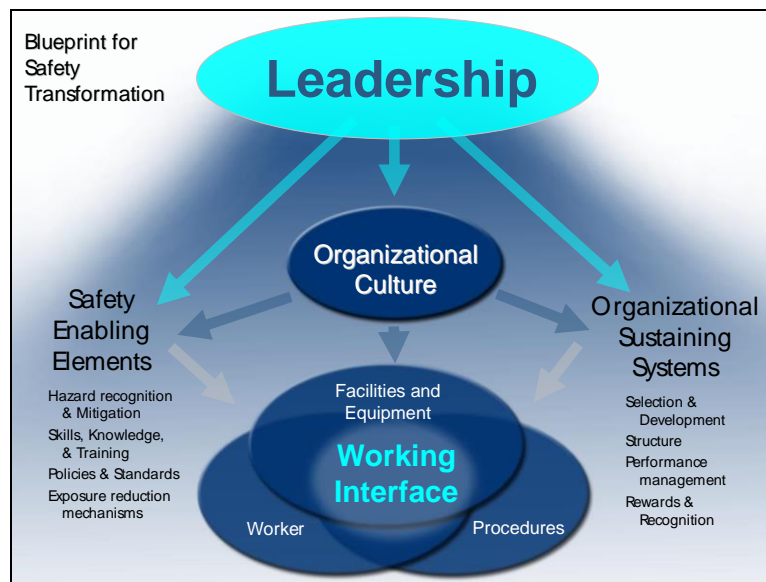 Blueprint for
Safety
Transformation
Leadership
Organizational
Culture
Safety
Enabling
Elements
Hazard recognition
& Mitigation
Skills, Knowledge,
& Training
Policies & Standards
Exposure reduction
mechanisms
Organizational
Sustaining
Systems
Selection &
Development
Structure
Performance
management
Rewards &
Recognition
Facilities and
Equipment
Working
Interface
Worker
Procedures